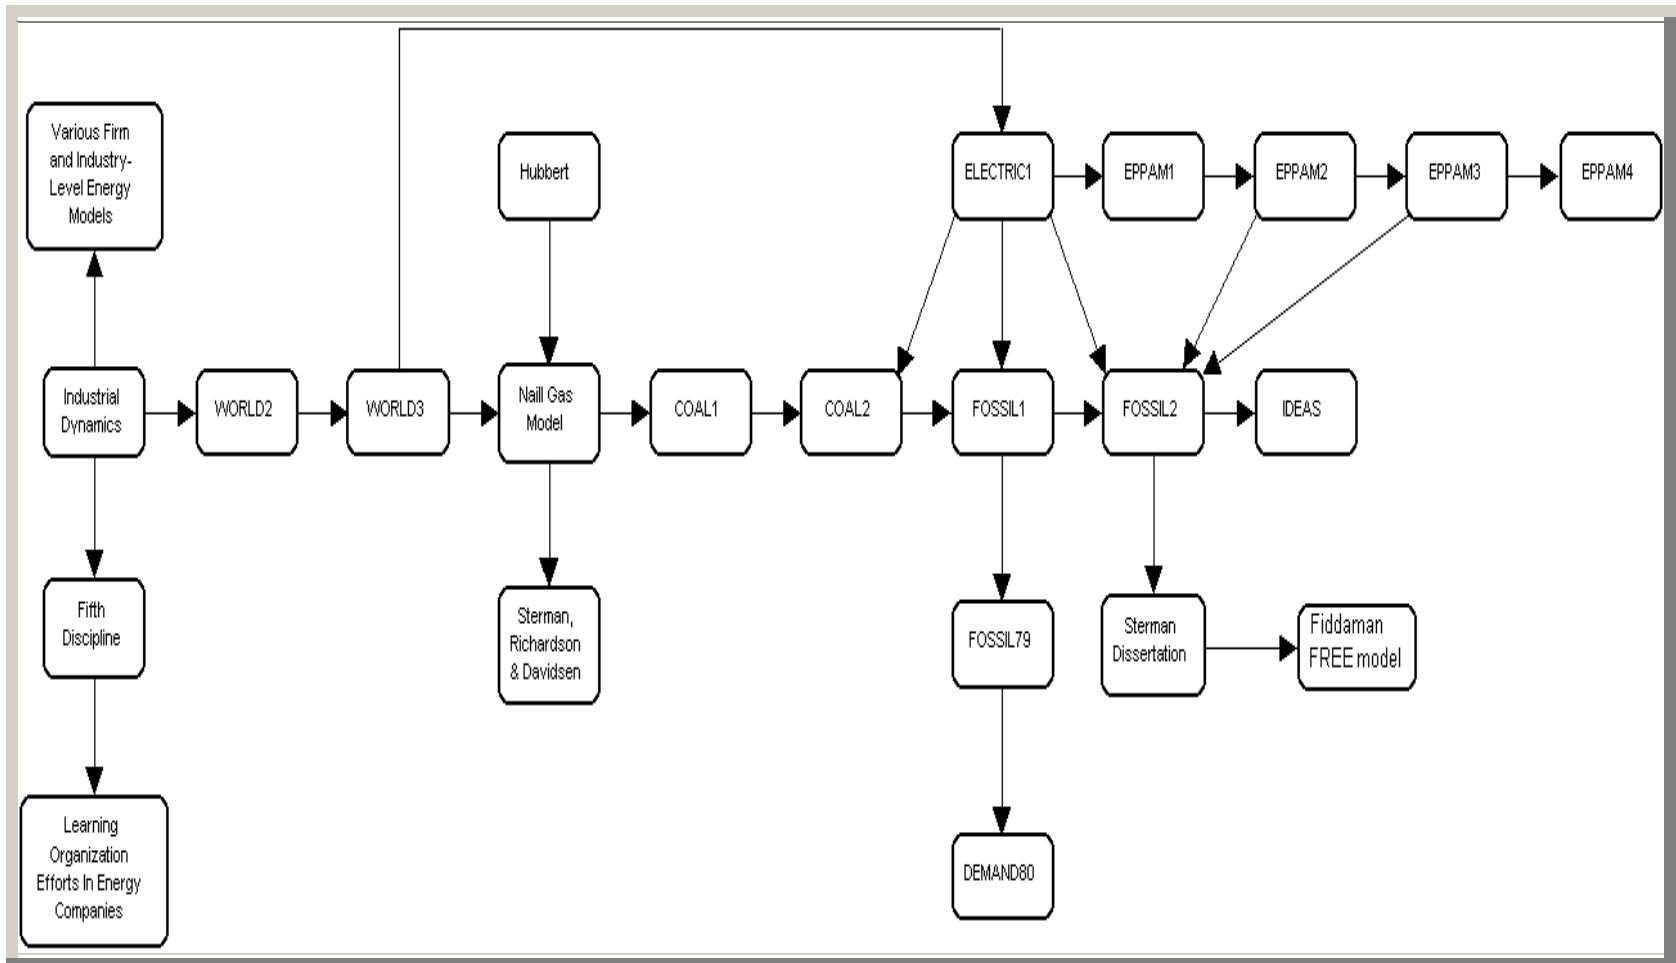 Various Firm
and Industry-
Level Energy
Models
Hubbert
ELECTRIC1
EPPAM1
EPPAM2
EPPAM3
EPPAM4
Industrial
Dynamics
WORLD2
WORLD3
Naill Gas
Model
COAL1
COAL2
FOSSIL1
FOSSIL2
IDEAS
Fifth
Discipline
Sterman,
Richardson
& Davidsen
FOSSIL79
Sterman
Dissertation
Fiddaman
FREE model
Learning
Organization
Efforts In Energy
Companies
DEMAND80